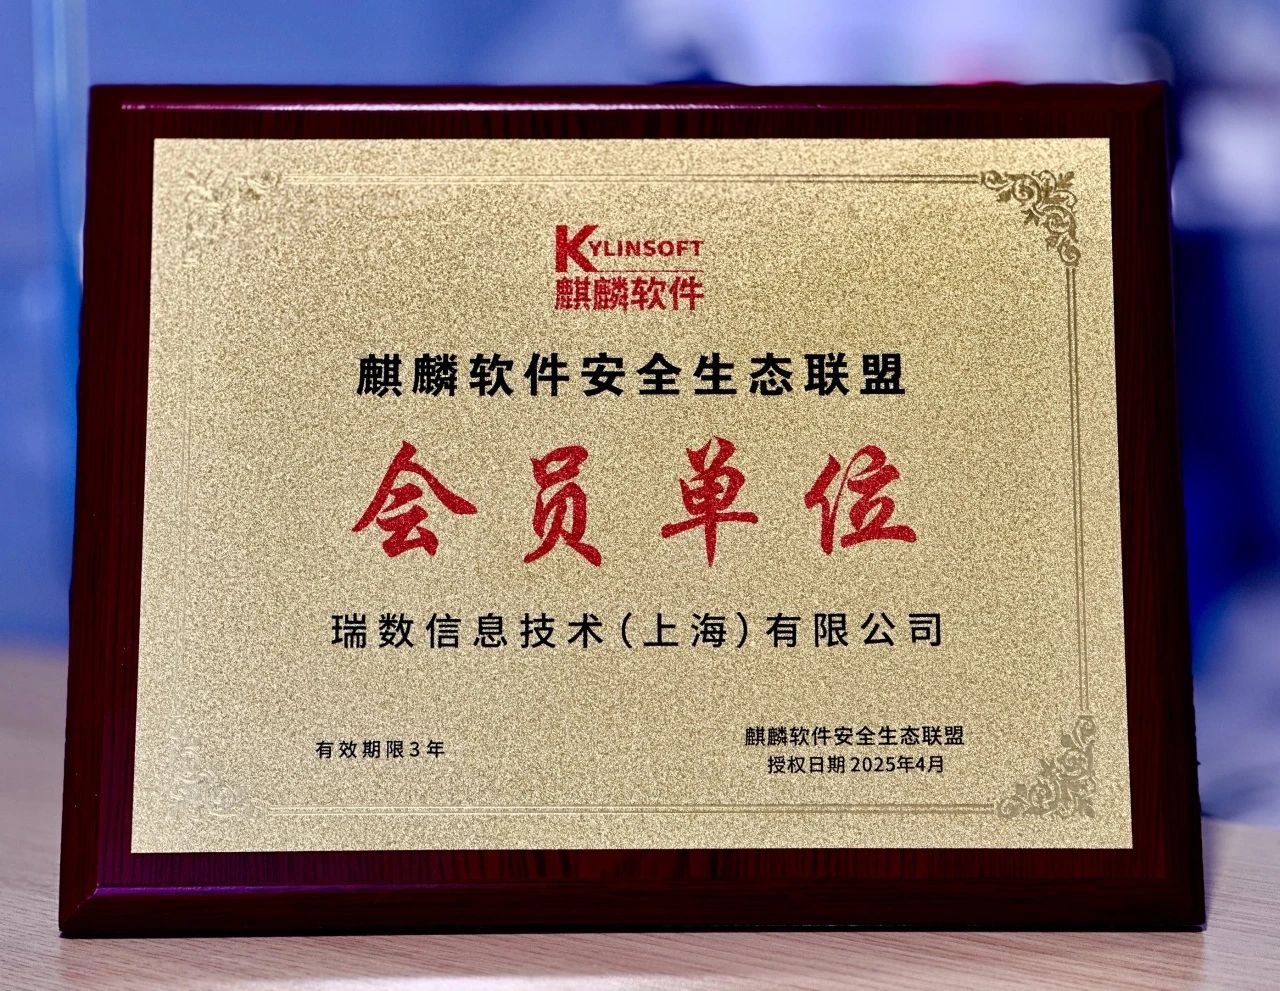 KYLINSOFT
麒麟软件
麒麟软件安全生态联盟
会员单位
瑞数信息技术（上海）有限公司
有效期限3年
麒麟软件安全生态联盟
授权日期2025年4月